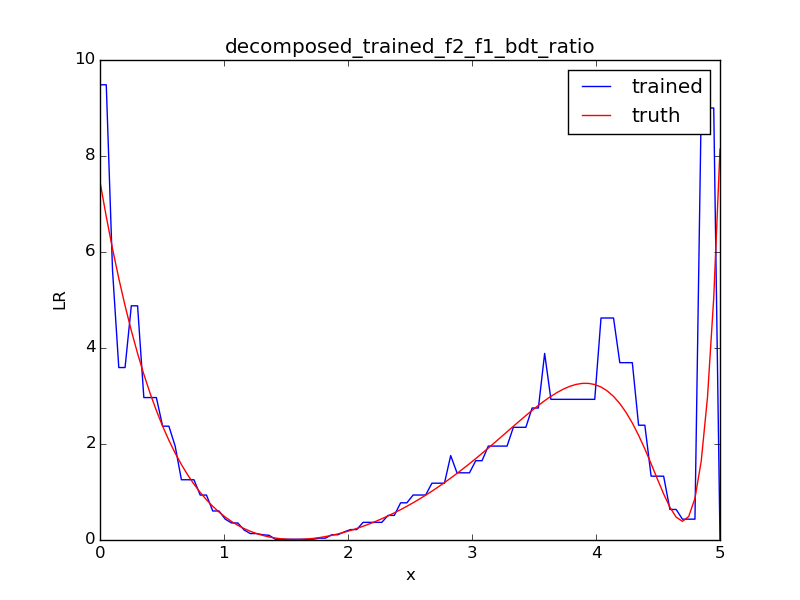 decomposed_trained_f2_f1_bdt_ratio
10
8
6
4
2
0
LR
trained
truth
0 1 2 3 4 5
x